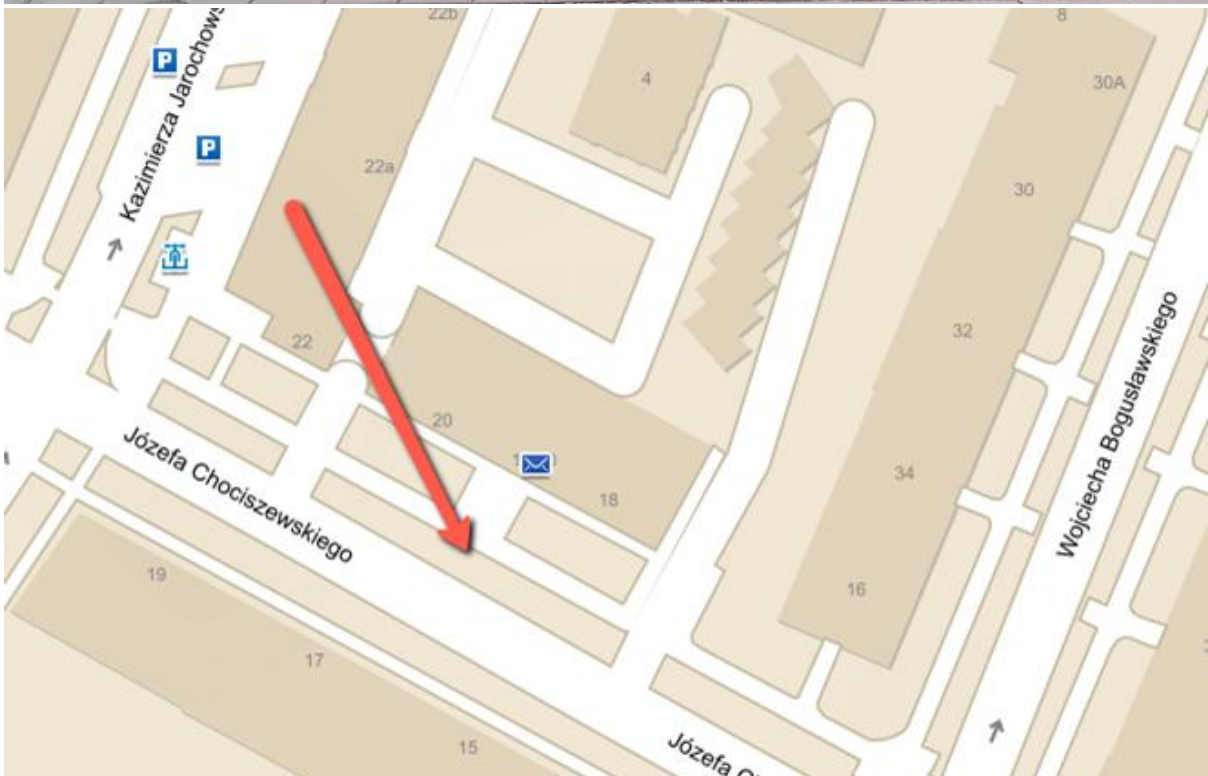 22b
8
P
Kazimierza Jarochows
4
30A
P
22a
30
22
32
20
Wojciecha Bogusławskiego
Józefa Chociszewskiego
18
34
19
16
17
15
Józefa